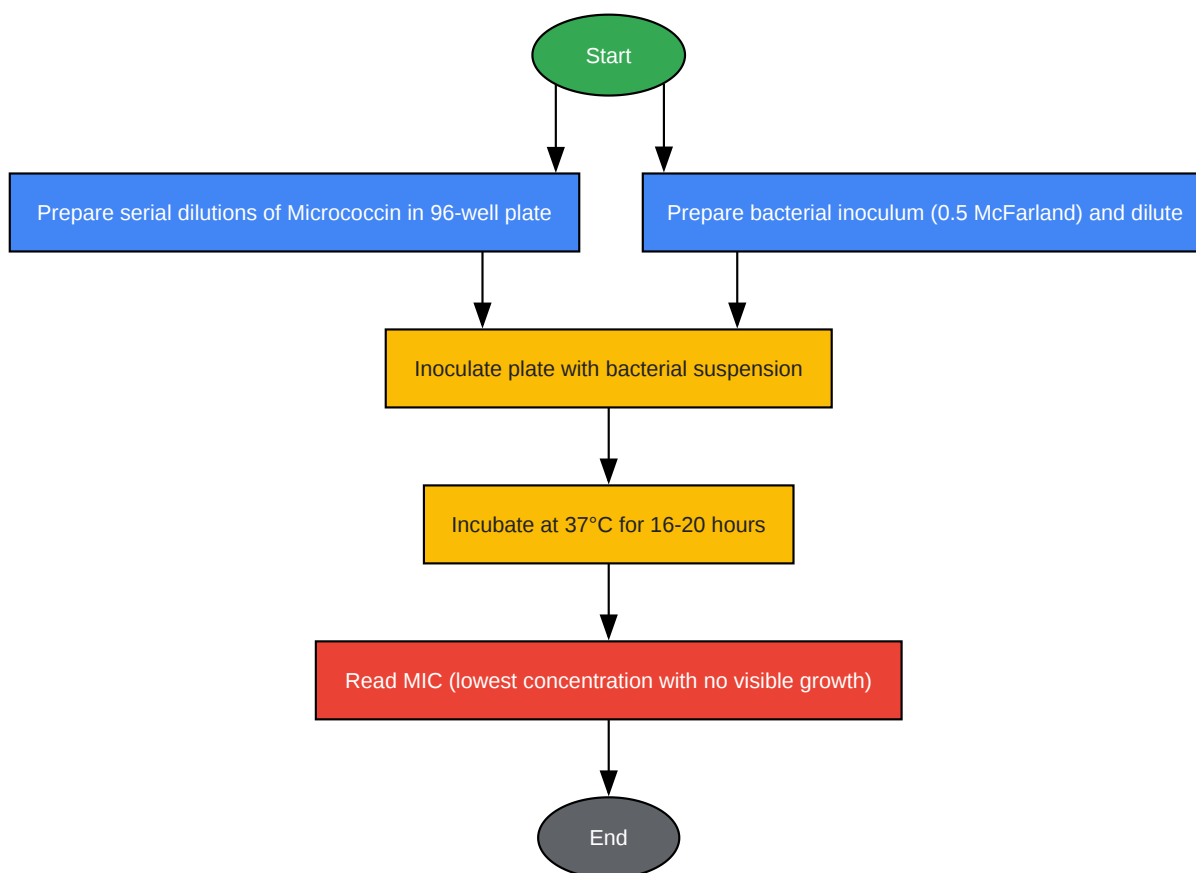 Start
Prepare serial dilutions of Micrococcin in 96-well plate
Prepare bacterial inoculum (0.5 McFarland) and dilute
Inoculate plate with bacterial suspension
Incubate at 37°C for 16-20 hours
Read MIC (lowest concentration with no visible growth)
End